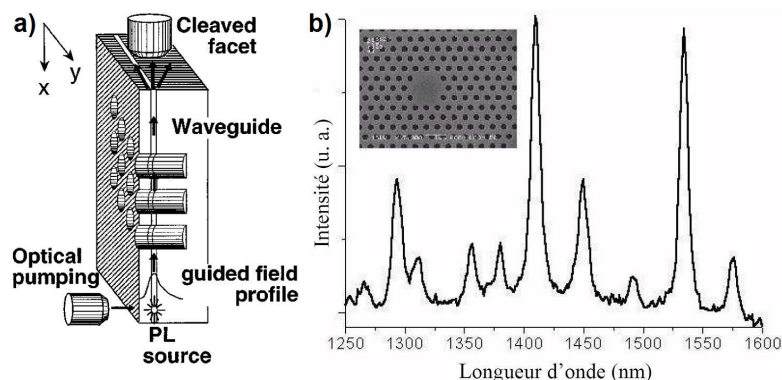 a)
Cleaved
facet
x
y
Waveguide
Optical
pumping
guided field
profile
PL
source
b)
Intensité (u. a.)
1250
1300
1350
1400
1450
1500
1550
1600
Longueur d'onde (nm)